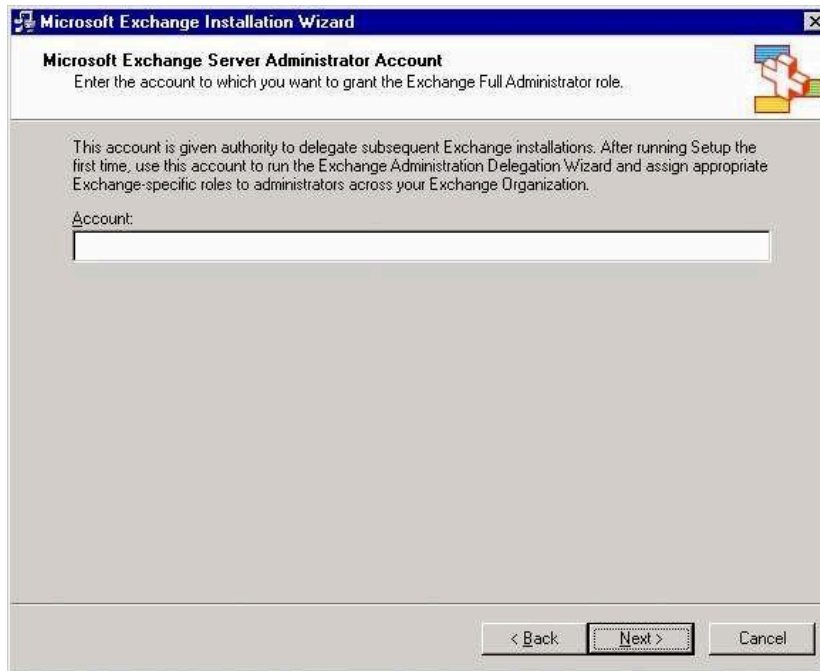 Microsoft Exchange Installation Wizard
Microsoft Exchange Server Administrator Account
Enter the account to which you want to grant the Exchange Full Administrator role.
This account is given authority to delegate subsequent Exchange installations. After running Setup the
first time, use this account to run the Exchange Administration Delegation Wizard and assign appropriate
Exchange-specific roles to administrators across your Exchange Organization.
Account:
< Back Next > Cancel